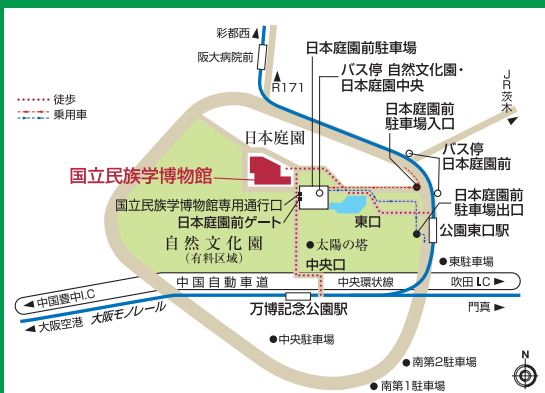 彩都西
阪大病院前
R171
日本庭園前駐車場
バス停 自然文化園・
日本庭園中央
JR茨木
徒歩
乗用車
日本庭園前
駐車場入口
日本庭園
バス停
日本庭園前
国立民族学博物館
国立民族学博物館専用通行口
日本庭園前ゲート
日本庭園前
駐車場出口
東口
公園東口駅
自然文化園
(有料区域)
太陽の塔
中央口
東駐車場
中国自動車道
中央環状線
吹田I.C
中国豊中I.C
大阪空港
大阪モノレール
万博記念公園駅
門真
中央駐車場
南第2駐車場
南第1駐車場
N